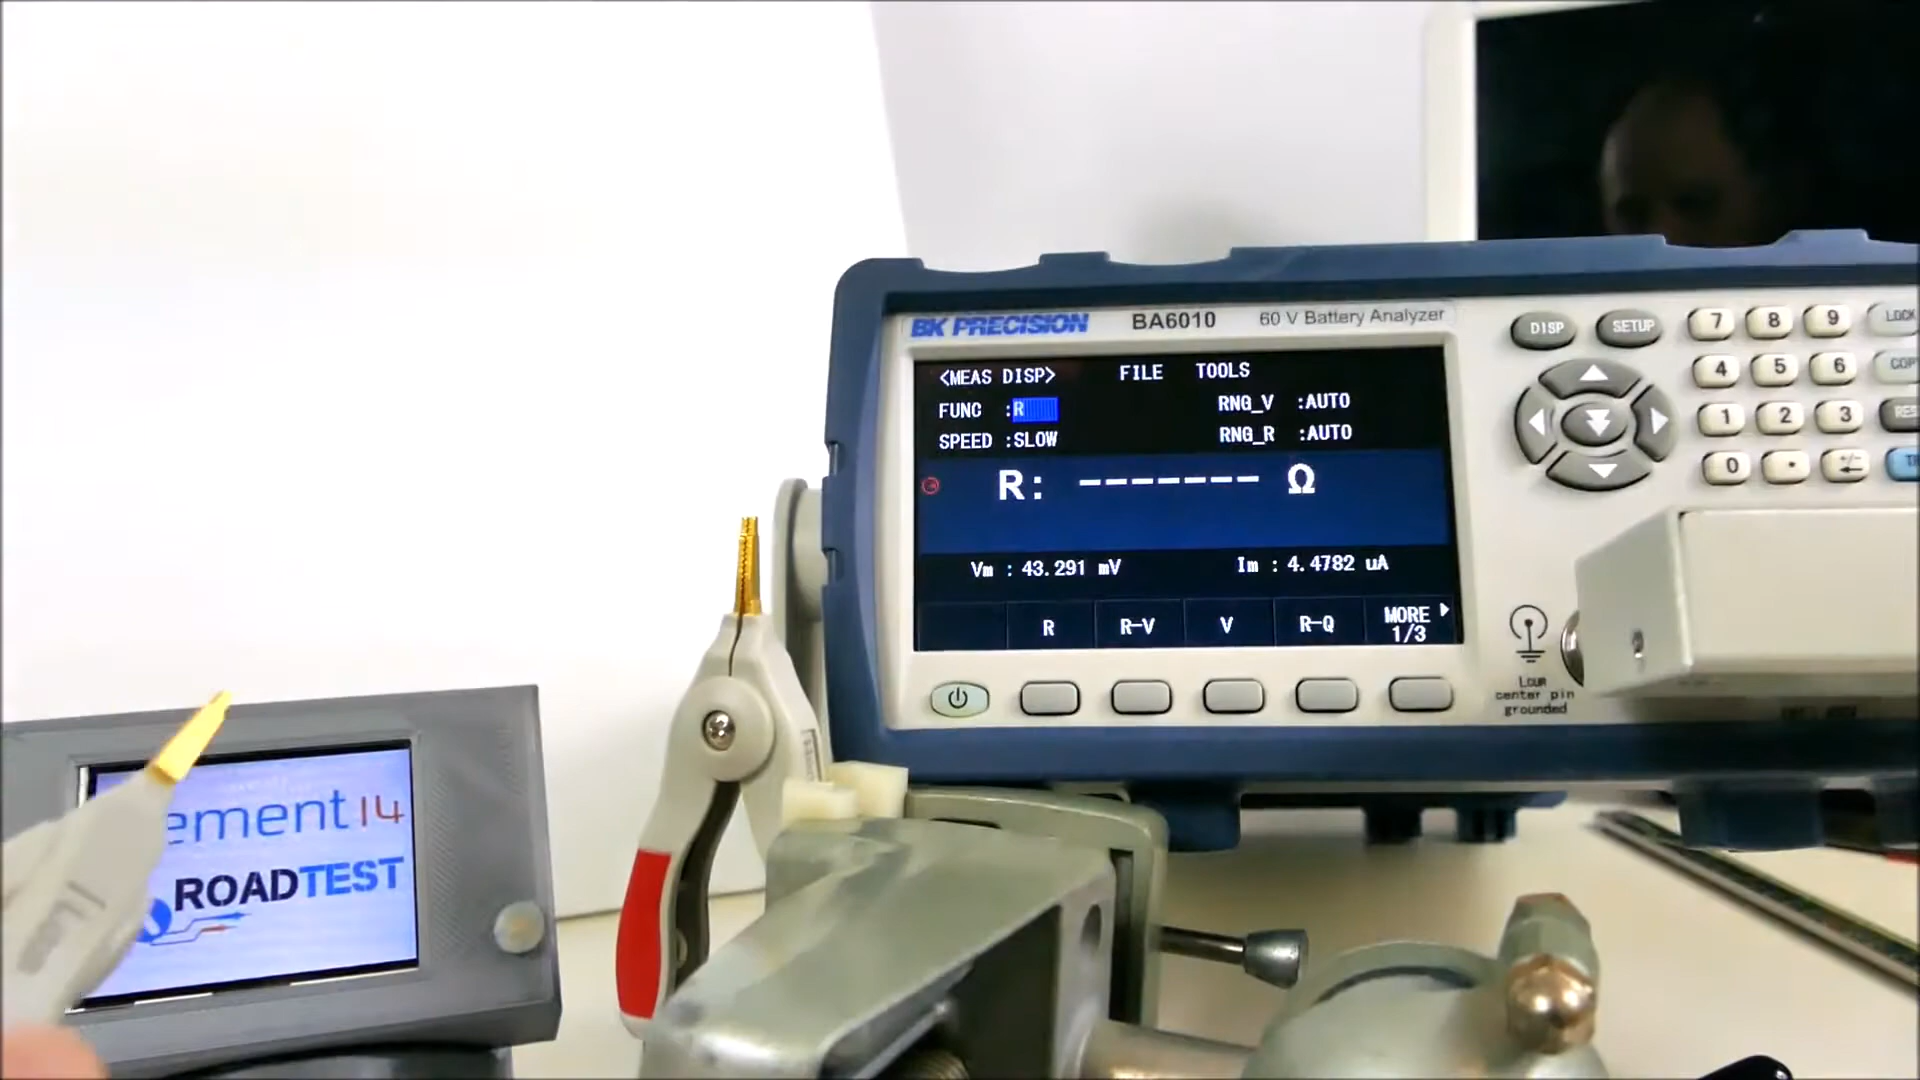 BK PRECISION BA6010 60 V Battery Analyzer
<MEAS DISP> FILE TOOLS
FUNC :R RNG_V :AUTO
SPEED :SLOW RNG_R :AUTO
R: ------- Ω
Vm : 43.291 mV Im : 4.4782 uA
R R-V V R-Q MORE 1/3
DISP SETUP 7 8 9 LOCK
4 5 6
1 2 3
0 . +/-
Lcur
center pin
grounded
ement14
ROADTEST